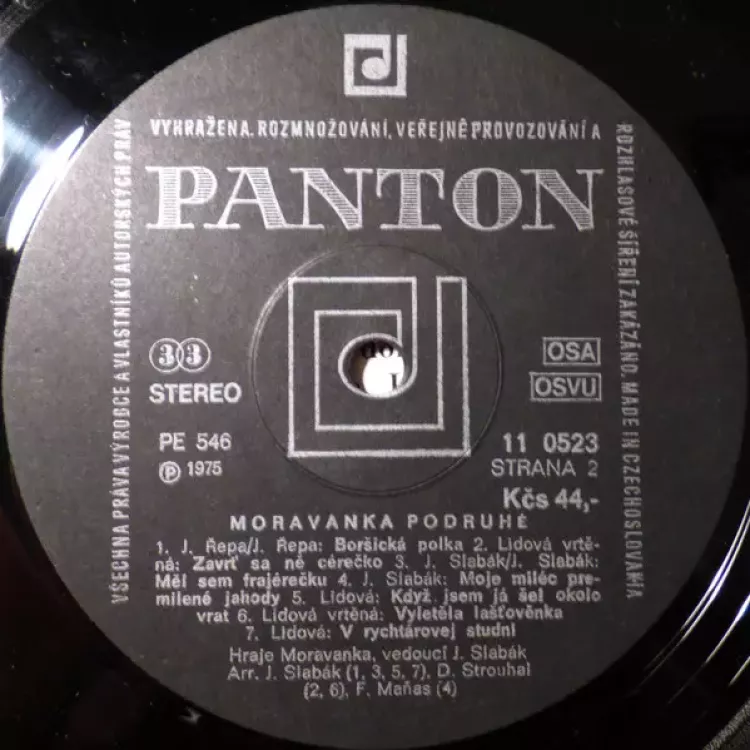 VYHRAŽENA. ROZMNOŽOVÁNÍ, VEŘEJNÉ PROVOZOVÁNÍ A
ROZHLASOVÉ ŠÍŘENÍ ZAKÁZÁNO. MADE IN CZECHOSLOVAKIA
VŠECHNA PRÁVA VÝROBCE A VLASTNÍKŮ AUTORSKÝCH PRÁV
PANTON
33
STEREO
OSA
OSVU
PE 546
Ⓟ 1975
11 0523
STRANA 2
Kčs 44,-
MORAVANKA PODRUHÉ
1. J. Řepa/J. Řepa: Boršická polka 2. Lidová vrtě-
ná: Zavrť sa ně cérečko 3. J. Slabák/J. Slabák:
Měl sem frajérečku 4. J. Slabák: Moje miléc pre-
milené jahody 5. Lidová: Když jsem já šel okolo
vrat 6. Lidová vrtěná: Vyletěla lašťověnka
7. Lidová: V rychtárovej studni
Hraje Moravanka, vedoucí J. Slabák
Arr. J. Slabák (1, 3, 5, 7), D. Strouhal
(2, 6), F. Maňas (4)